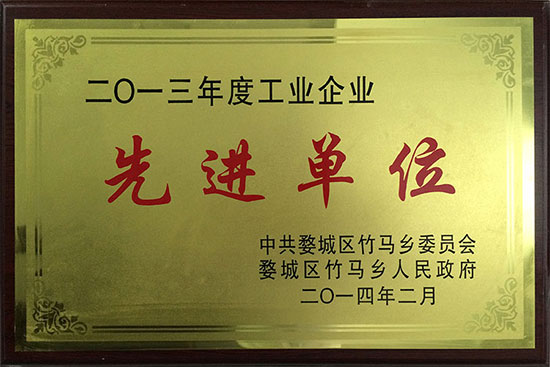 二〇一三年度工业企业
先进单位
中共婺城区竹马乡委员会
婺城区竹马乡人民政府
二〇一四年二月